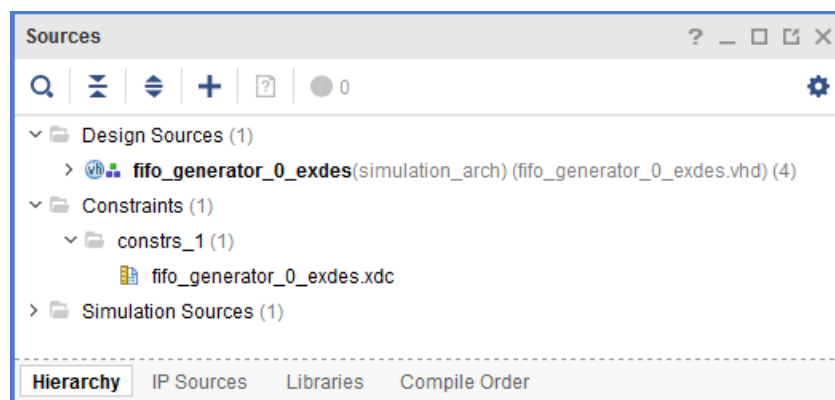 Sources
0
Design Sources (1)
fifo_generator_0_exdes(simulation_arch) (fifo_generator_0_exdes.vhd) (4)
Constraints (1)
constrs_1 (1)
fifo_generator_0_exdes.xdc
Simulation Sources (1)
Hierarchy IP Sources Libraries Compile Order